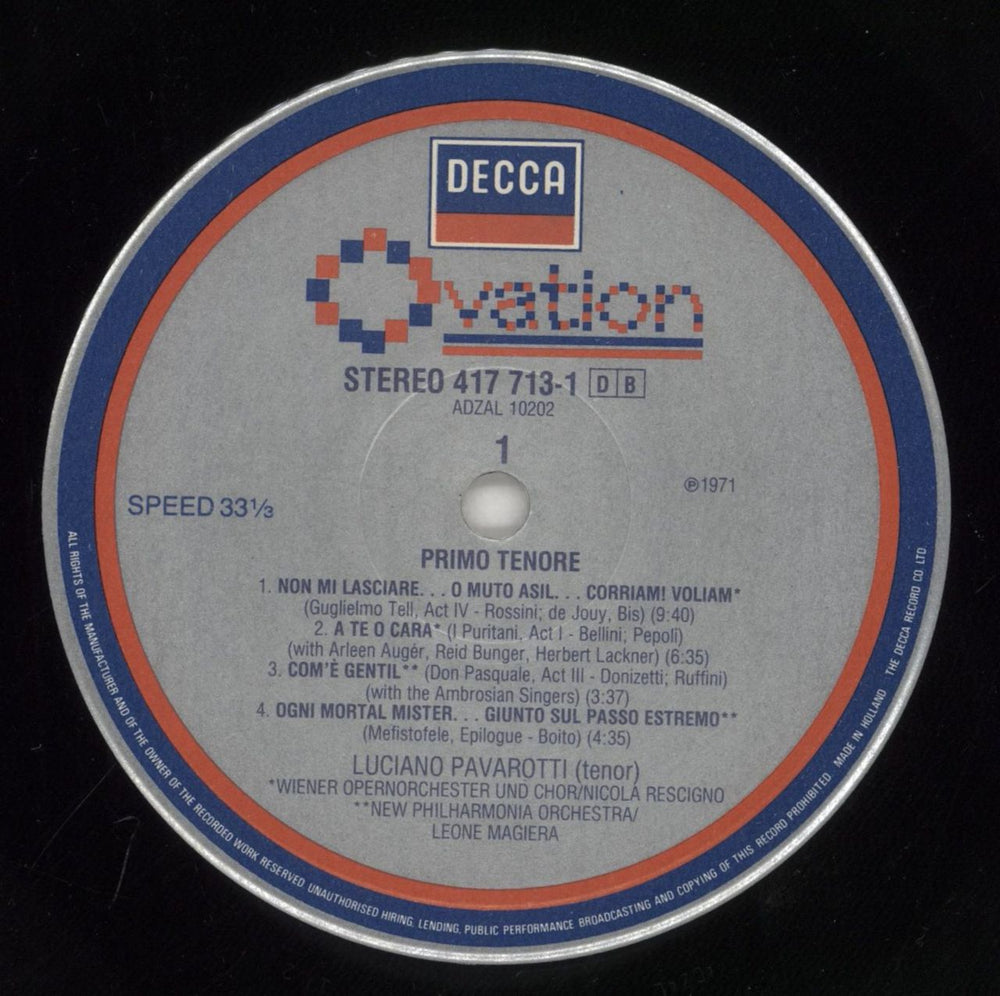 DECCA
Ovation
STEREO 417 713-1 DB
ADZAL 10202
1
℗1971
SPEED 33⅓
PRIMO TENORE
1. NON MI LASCIARE. . . O MUTO ASIL. . . CORRIAM! VOLIAM*
(Guglielmo Tell, Act IV - Rossini; de Jouy, Bis) (9:40)
2. A TE O CARA* (I Puritani, Act I - Bellini; Pepoli)
(with Arleen Augér, Reid Bunger, Herbert Lackner) (6:35)
3. COM'È GENTIL** (Don Pasquale, Act III - Donizetti; Ruffini)
(with the Ambrosian Singers) (3:37)
4. OGNI MORTAL MISTER. . . GIUNTO SUL PASSO ESTREMO**
(Mefistofele, Epilogue - Boito) (4:35)
LUCIANO PAVAROTTI (tenor)
*WIENER OPERNORCHESTER UND CHOR/NICOLA RESCIGNO
**NEW PHILHARMONIA ORCHESTRA/
LEONE MAGIERA
ALL RIGHTS OF THE MANUFACTURER AND OF THE OWNER OF THE RECORDED WORK RESERVED UNAUTHORISED HIRING, LENDING, PUBLIC PERFORMANCE BROADCASTING AND COPYING OF THIS RECORD PROHIBITED MADE IN HOLLAND THE DECCA RECORD CO LTD